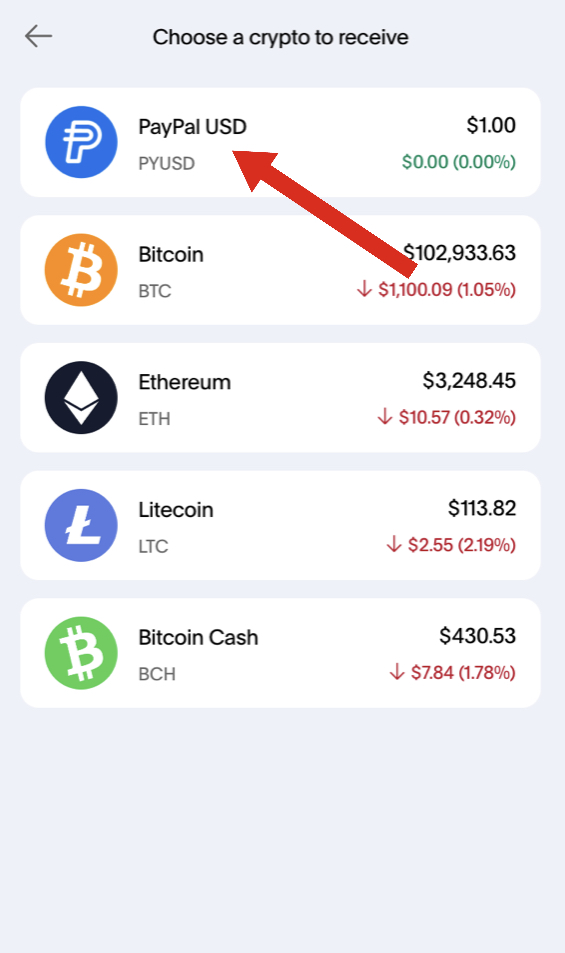 Choose a crypto to receive
PayPal USD
$1.00
PYUSD
$0.00 (0.00%)
Bitcoin
$102,933.63
BTC
↓ $1,100.09 (1.05%)
Ethereum
$3,248.45
ETH
↓ $10.57 (0.32%)
Litecoin
$113.82
LTC
↓ $2.55 (2.19%)
Bitcoin Cash
$430.53
BCH
↓ $7.84 (1.78%)